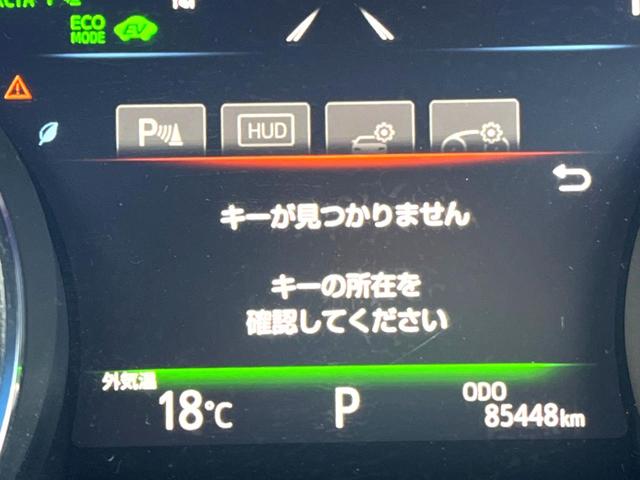 ECO
MODE
EV
P
HUD
キーが見つかりません
キーの所在を
確認してください
外気温
18℃
P
ODO
85448km